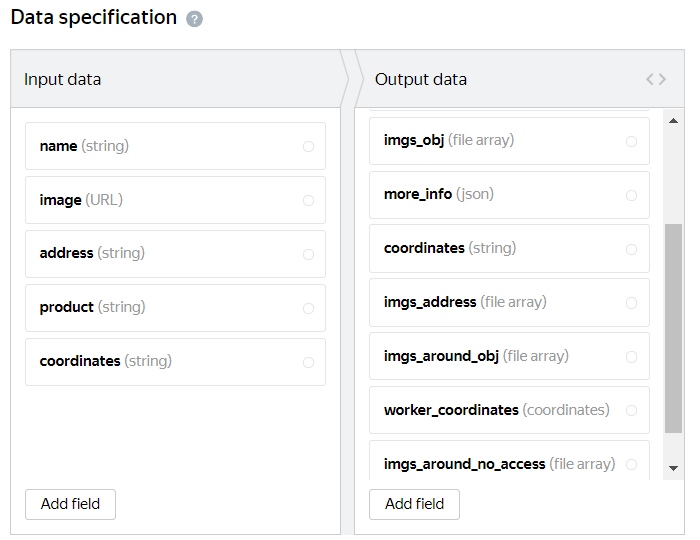 Data specification ?
Input data
Output data <>
name (string)
image (URL)
address (string)
product (string)
coordinates (string)
Add field
imgs_obj (file array)
more_info (json)
coordinates (string)
imgs_address (file array)
imgs_around_obj (file array)
worker_coordinates (coordinates)
imgs_around_no_access (file array)
Add field